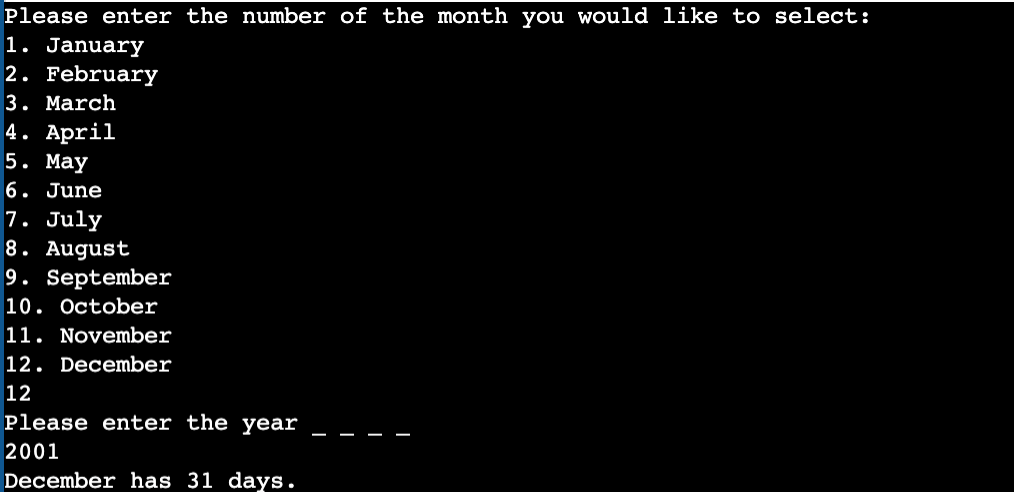 Please enter the number of the month you would like to select:
1. January
2. February
3. March
4. April
5. May
6. June
7. July
8. August
9. September
10. October
11. November
12. December
12
Please enter the year _ _ _ _
2001
December has 31 days.